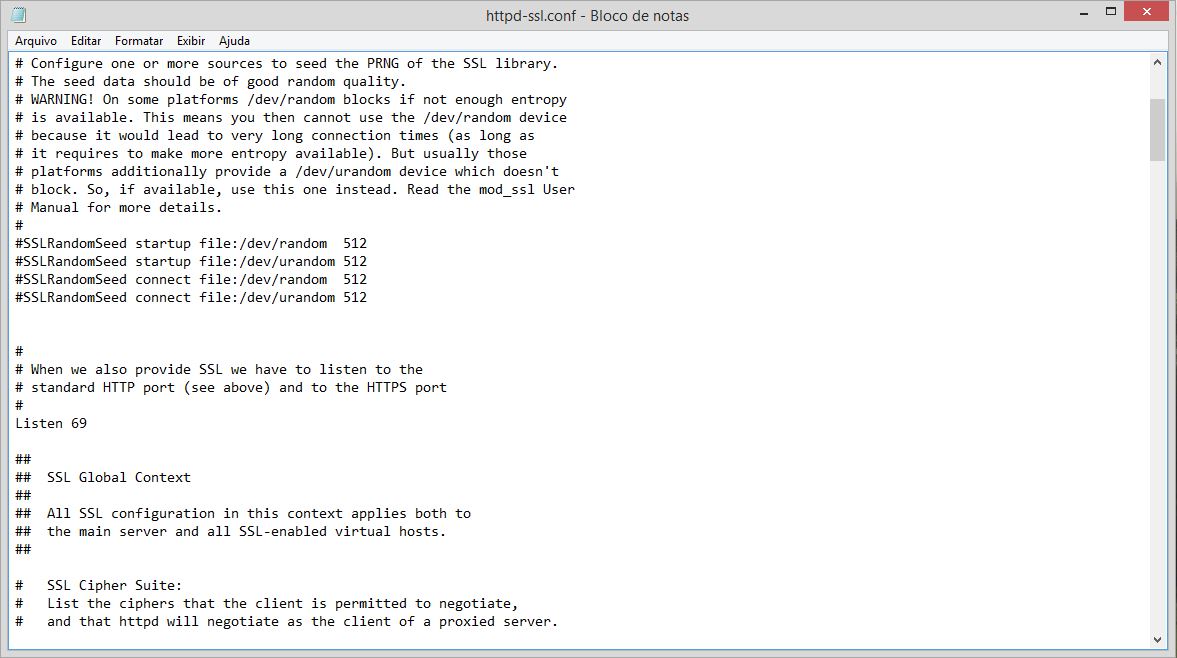 httpd-ssl.conf - Bloco de notas
Arquivo Editar Formatar Exibir Ajuda
# Configure one or more sources to seed the PRNG of the SSL library.
# The seed data should be of good random quality.
# WARNING! On some platforms /dev/random blocks if not enough entropy
# is available. This means you then cannot use the /dev/random device
# because it would lead to very long connection times (as long as
# it requires to make more entropy available). But usually those
# platforms additionally provide a /dev/urandom device which doesn't
# block. So, if available, use this one instead. Read the mod_ssl User
# Manual for more details.
#
#SSLRandomSeed startup file:/dev/random  512
#SSLRandomSeed startup file:/dev/urandom 512
#SSLRandomSeed connect file:/dev/random  512
#SSLRandomSeed connect file:/dev/urandom 512
#
# When we also provide SSL we have to listen to the
# standard HTTP port (see above) and to the HTTPS port
#
Listen 69
##
##  SSL Global Context
##
##  All SSL configuration in this context applies both to
##  the main server and all SSL-enabled virtual hosts.
##
#   SSL Cipher Suite:
#   List the ciphers that the client is permitted to negotiate,
#   and that httpd will negotiate as the client of a proxied server.